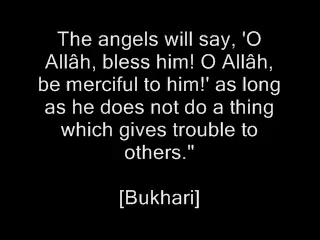 The angels will say, 'O
Allâh, bless him! O Allâh,
be merciful to him!' as long
as he does not do a thing
which gives trouble to
others."
[Bukhari]